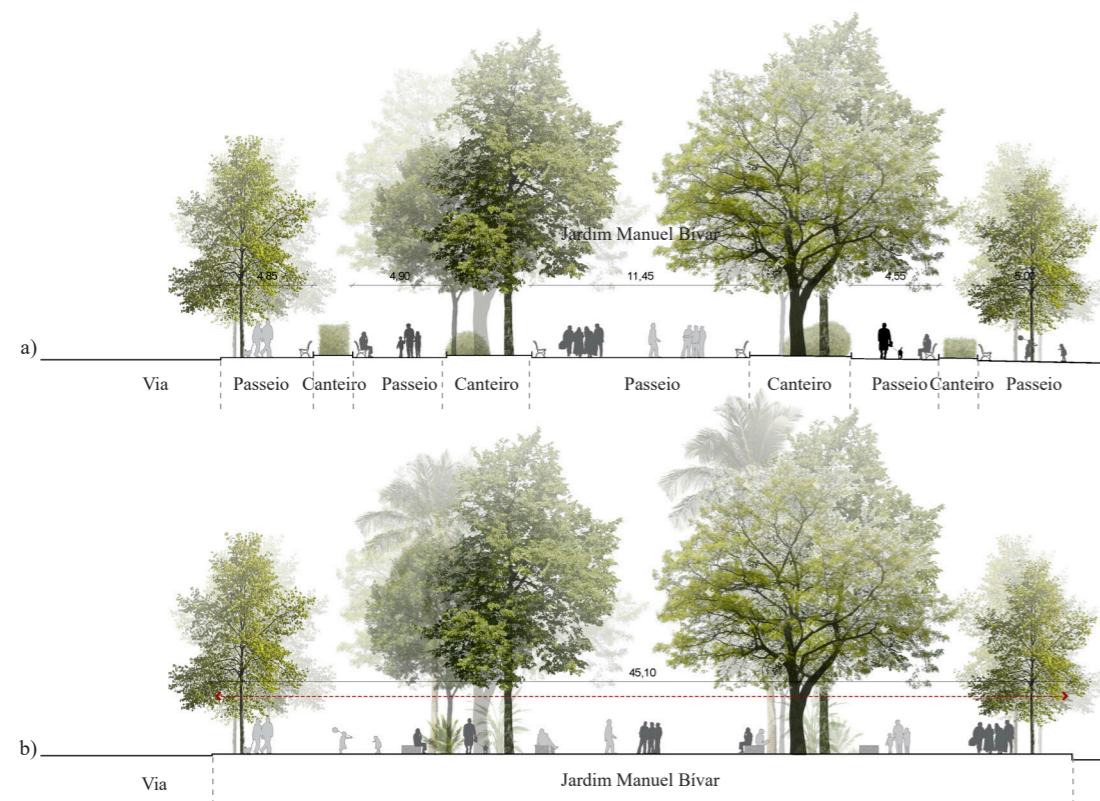 Jardim Manuel Bívar
4,85 4,90 11,45 4,55 5,00
a)
Via Passeio Canteiro Passeio Canteiro Passeio Canteiro Passeio Canteiro Passeio
45,10
b)
Via Jardim Manuel Bívar